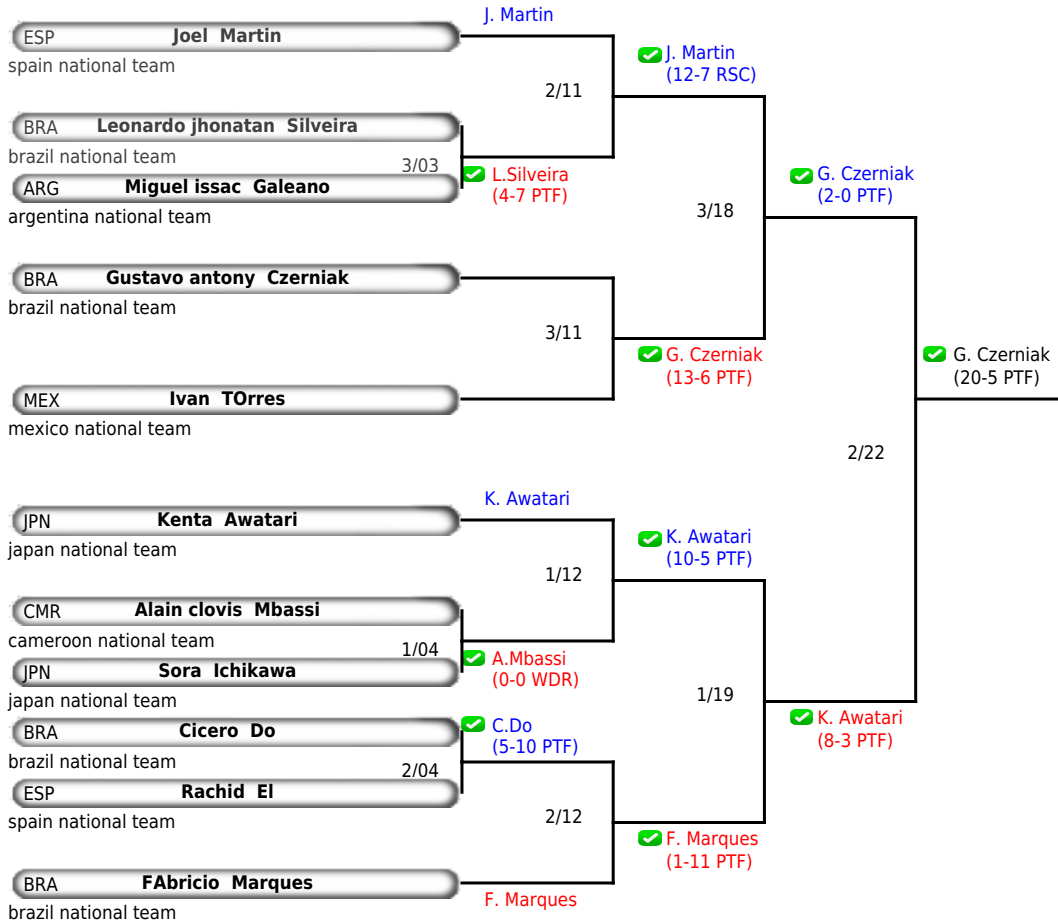 J. Martin
ESP Joel Martin
spain national team
J. Martin
(12-7 RSC)
2/11
BRA Leonardo jhonatan Silveira
brazil national team
3/03
L.Silveira
(4-7 PTF)
ARG Miguel issac Galeano
argentina national team
G. Czerniak
(2-0 PTF)
3/18
BRA Gustavo antony Czerniak
brazil national team
3/11
G. Czerniak
(13-6 PTF)
G. Czerniak
(20-5 PTF)
MEX Ivan TOrres
mexico national team
2/22
K. Awatari
JPN Kenta Awatari
japan national team
K. Awatari
(10-5 PTF)
1/12
CMR Alain clovis Mbassi
cameroon national team
1/04
A.Mbassi
(0-0 WDR)
JPN Sora Ichikawa
japan national team
1/19
K. Awatari
(8-3 PTF)
BRA Cicero Do
brazil national team
C.Do
(5-10 PTF)
2/04
ESP Rachid El
spain national team
2/12
F. Marques
(1-11 PTF)
BRA FAbricio Marques
brazil national team
F. Marques